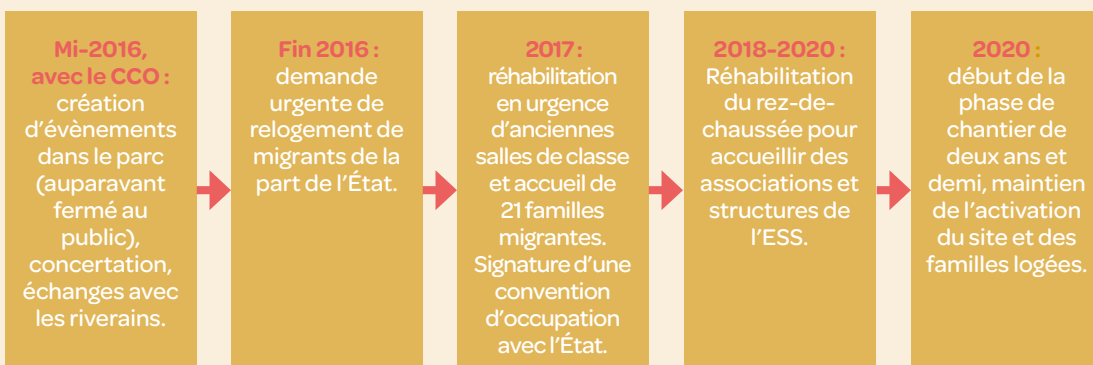 Mi-2016,
avec le CCO :
création
d’évènements
dans le parc
(auparavant
fermé au
public),
concertation,
échanges avec
les riverains.
Fin 2016 :
demande
urgente de
relogement de
migrants de la
part de l’État.
2017 :
réhabilitation
en urgence
d’anciennes
salles de classe
et accueil de
21 familles
migrantes.
Signature d’une
convention
d’occupation
avec l’État.
2018-2020 :
Réhabilitation
du rez-de-
chaussée pour
accueillir des
associations et
structures de
l’ESS.
2020 :
début de la
phase de
chantier de
deux ans et
demi, maintien
de l’activation
du site et des
familles logées.